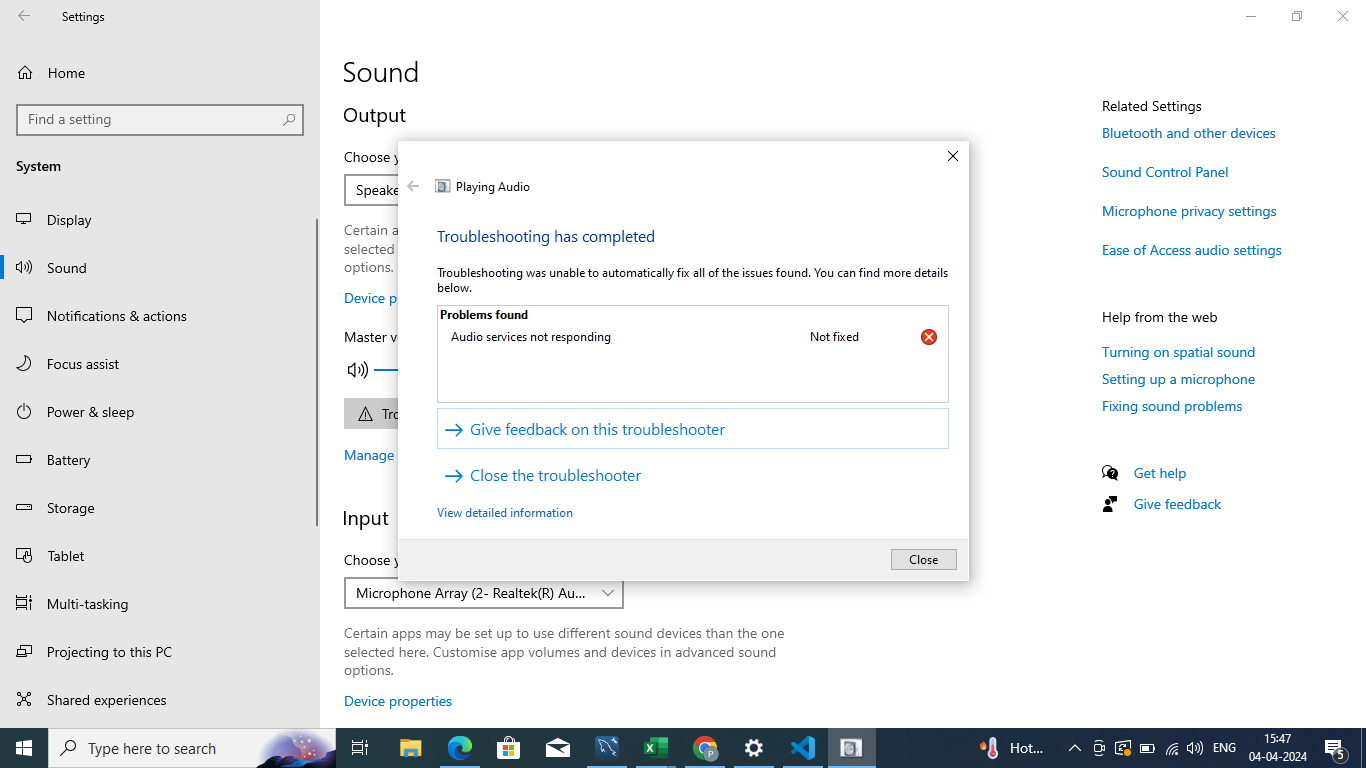 Settings
Home
Find a setting
System
Display
Sound
Notifications & actions
Focus assist
Power & sleep
Battery
Storage
Tablet
Multi-tasking
Projecting to this PC
Shared experiences
Sound
Output
Choose y
Speake
Certain a
selected
options.
Device p
Master v
Tro
Manage
Input
Choose y
Microphone Array (2- Realtek(R) Au...
Certain apps may be set up to use different sound devices than the one
selected here. Customise app volumes and devices in advanced sound
options.
Device properties
Playing Audio
Troubleshooting has completed
Troubleshooting was unable to automatically fix all of the issues found. You can find more details
below.
Problems found
Audio services not responding Not fixed
Give feedback on this troubleshooter
Close the troubleshooter
View detailed information
Close
Related Settings
Bluetooth and other devices
Sound Control Panel
Microphone privacy settings
Ease of Access audio settings
Help from the web
Turning on spatial sound
Setting up a microphone
Fixing sound problems
Get help
Give feedback
Type here to search
Hot...
ENG
15:47
04-04-2024
5